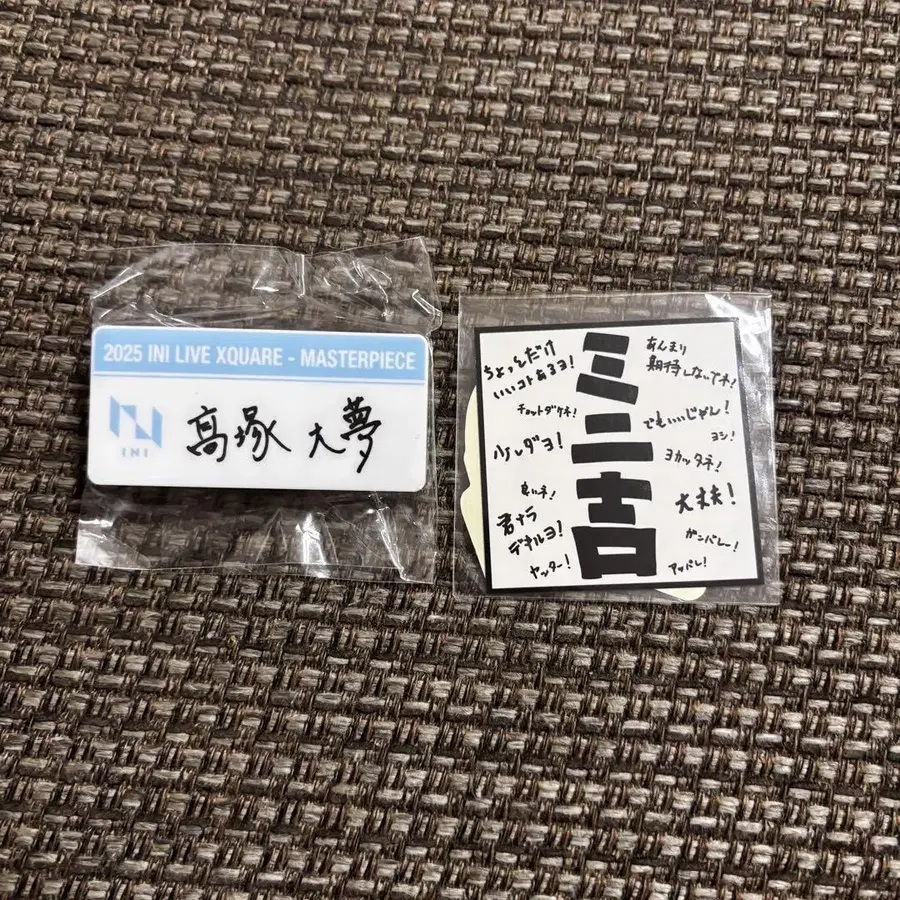 2025 INI LIVE XQUARE - MASTERPIECE
INI
髙塚 大夢
ミニ吉
ちょっとだけ
いいコトあるヨ!
チョットダケネ!
良いネ!
君ナラ
デキルヨ!
ヤッター!
あんまり
期待しないでネ!
でもいいじゃん!
ヨシ!
ヨカッタネ!
大丈夫!
ガンバレー!
アッパレ!